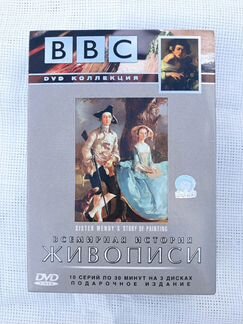 BBC
DVD КОЛЛЕКЦИЯ
SISTER WENDY'S STORY OF PAINTING
ВСЕМИРНАЯ ИСТОРИЯ
ЖИВОПИСИ
DVD
10 СЕРИЙ ПО 30 МИНУТ НА 3 ДИСКАХ
ПОДАРОЧНОЕ ИЗДАНИЕ